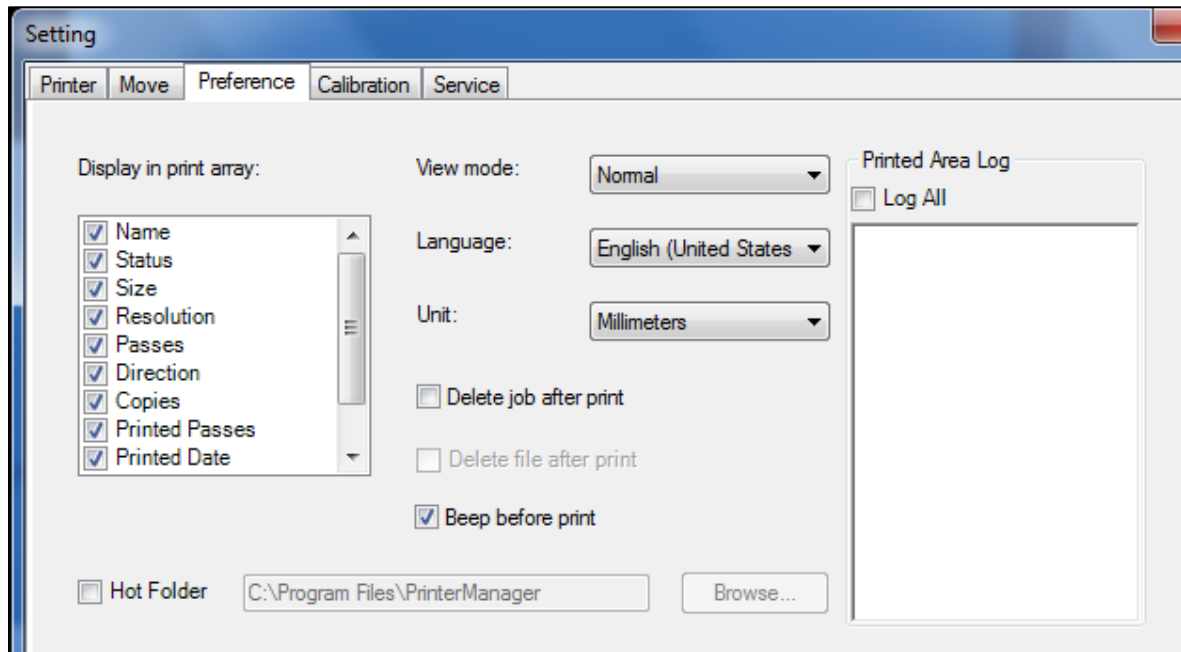 Setting
Printer Move Preference Calibration Service
Display in print array:
Name
Status
Size
Resolution
Passes
Direction
Copies
Printed Passes
Printed Date
View mode: Normal
Language: English (United States
Unit: Millimeters
Delete job after print
Delete file after print
Beep before print
Hot Folder C:\Program Files\PrinterManager Browse...
Printed Area Log
Log All